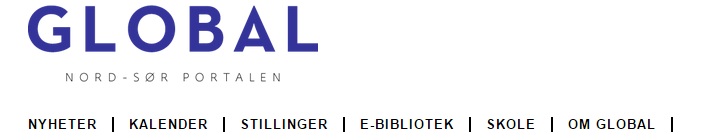 GLOBAL
NORD-SØR PORTALEN
NYHETER | KALENDER | STILLINGER | E-BIBLIOTEK | SKOLE | OM GLOBAL |